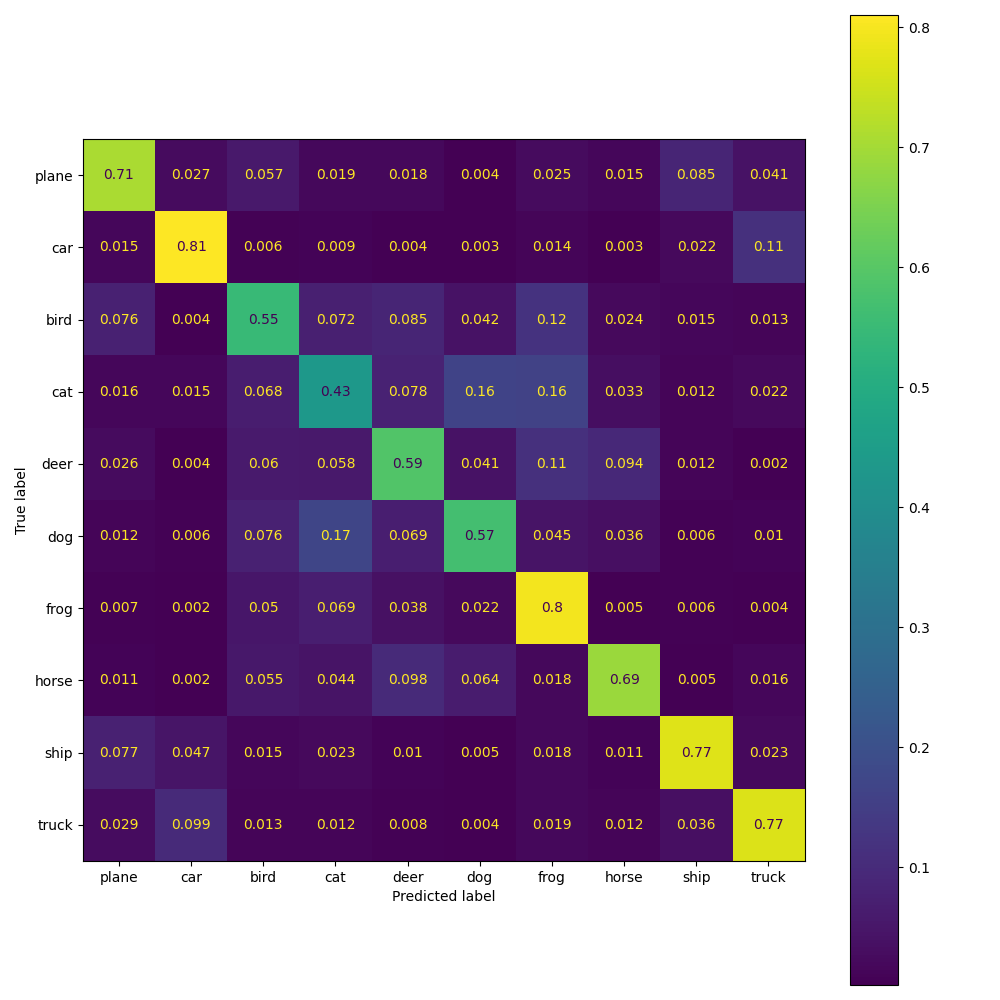 0.8
plane 0.71 0.027 0.057 0.019 0.018 0.004 0.025 0.015 0.085 0.041
0.7
car 0.015 0.81 0.006 0.009 0.004 0.003 0.014 0.003 0.022 0.11
0.6
bird 0.076 0.004 0.55 0.072 0.085 0.042 0.12 0.024 0.015 0.013
0.5
cat 0.016 0.015 0.068 0.43 0.078 0.16 0.16 0.033 0.012 0.022
deer 0.026 0.004 0.06 0.058 0.59 0.041 0.11 0.094 0.012 0.002
True label
0.4
dog 0.012 0.006 0.076 0.17 0.069 0.57 0.045 0.036 0.006 0.01
frog 0.007 0.002 0.05 0.069 0.038 0.022 0.8 0.005 0.006 0.004
0.3
horse 0.011 0.002 0.055 0.044 0.098 0.064 0.018 0.69 0.005 0.016
0.2
ship 0.077 0.047 0.015 0.023 0.01 0.005 0.018 0.011 0.77 0.023
truck 0.029 0.099 0.013 0.012 0.008 0.004 0.019 0.012 0.036 0.77
0.1
plane car bird cat deer dog frog horse ship truck
Predicted label